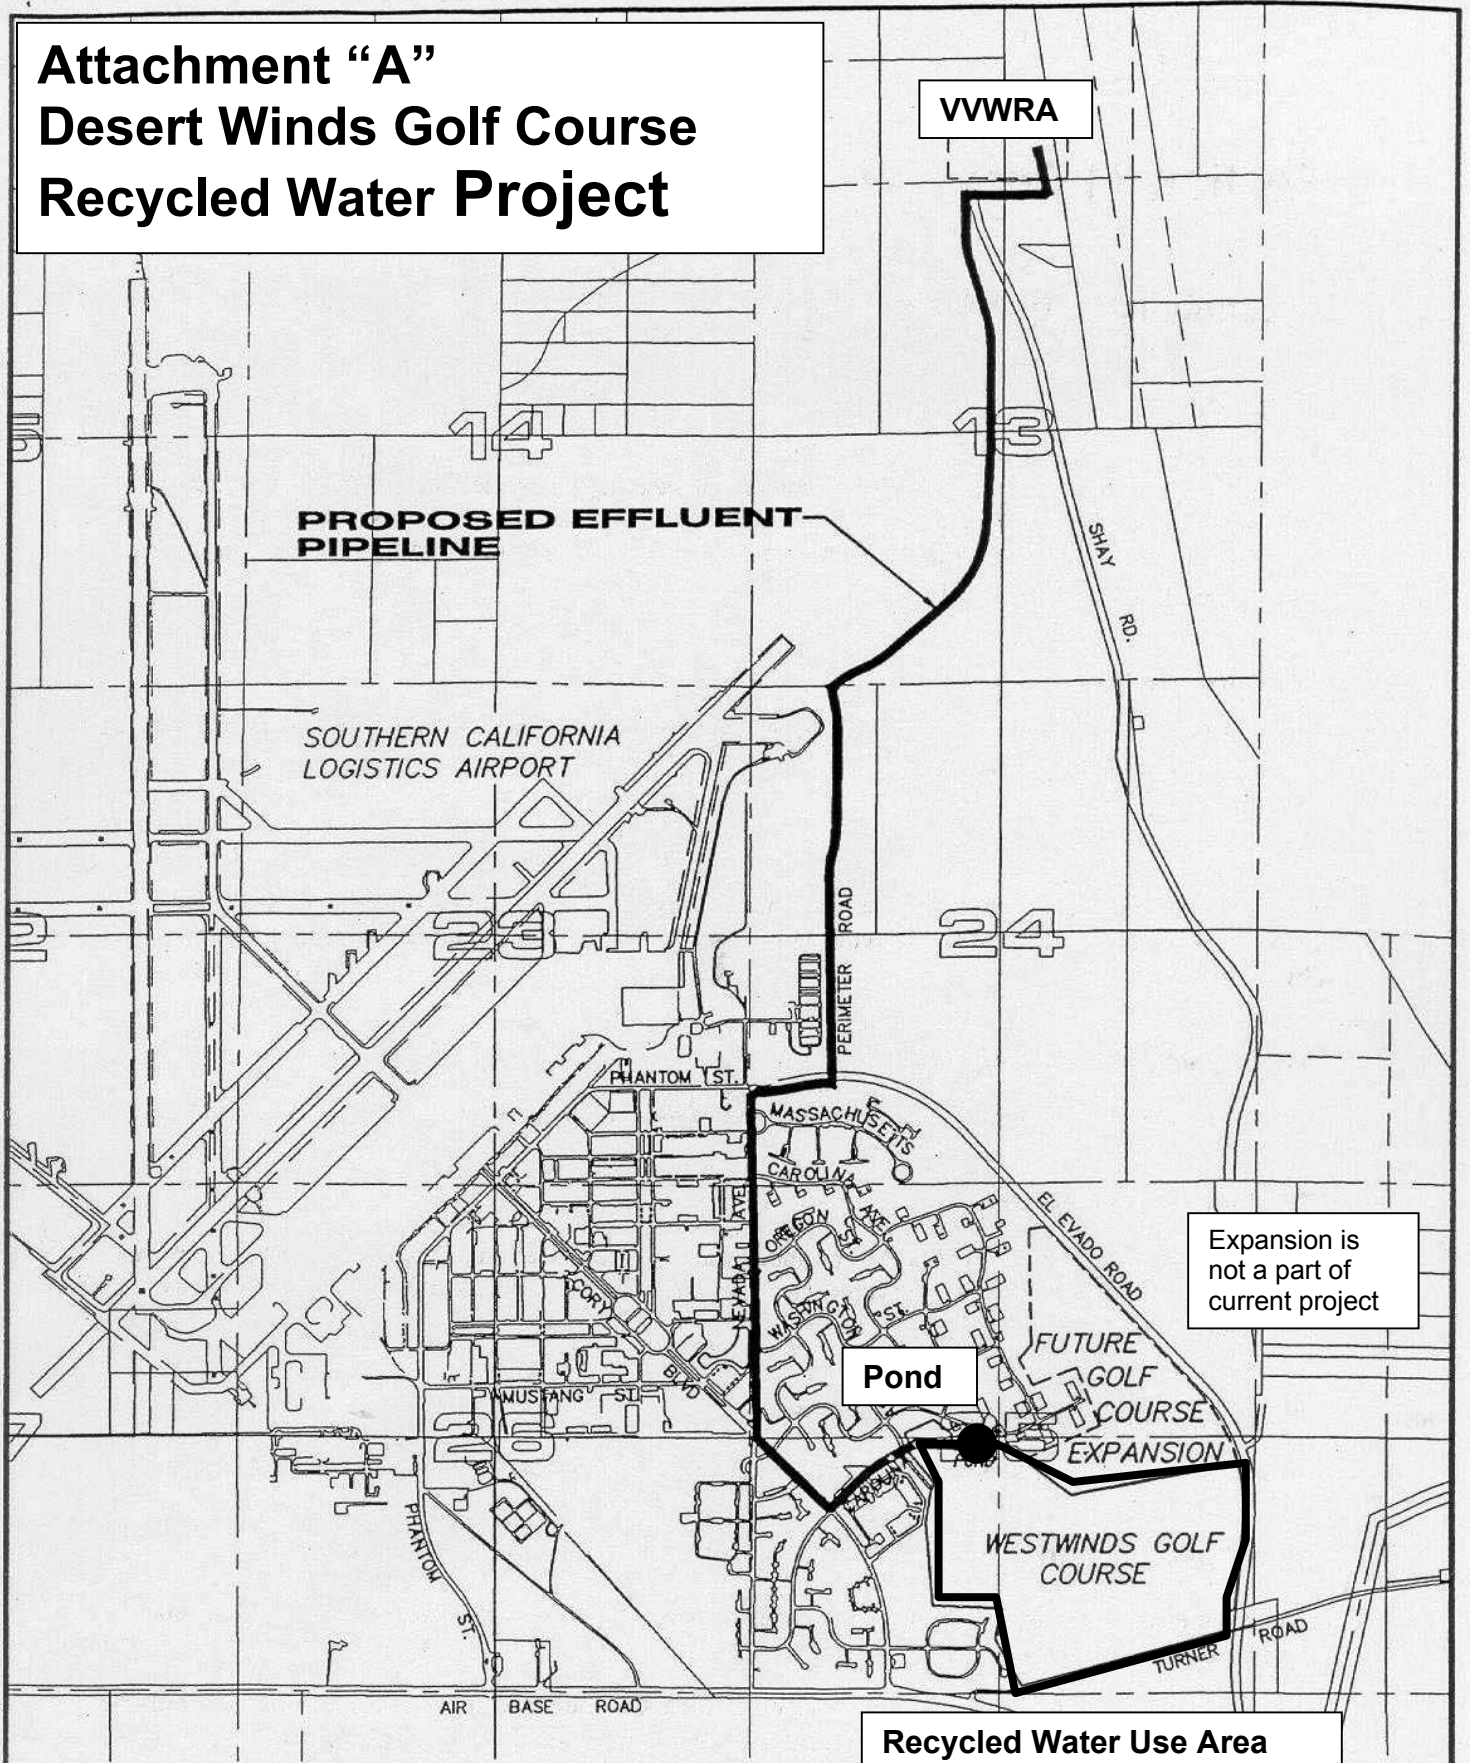 Attachment “A”
Desert Winds Golf Course
Recycled Water Project
VVWRA
14
13
PROPOSED EFFLUENT
PIPELINE
SHAY
RD.
SOUTHERN CALIFORNIA
LOGISTICS AIRPORT
PERIMETER ROAD
23
24
PHANTOM ST.
MASSACHUSETTS
CAROLINA
AVE
OREGON
ST.
NEVADA AVE
WASHINGTON
ST.
EL EVADO ROAD
Expansion is
not a part of
current project
CORY
BLVD
MUSTANG ST.
FUTURE
GOLF
COURSE
EXPANSION
Pond
POND
26
CAROLINA
PHANTOM
ST.
WESTWINDS GOLF
COURSE
TURNER ROAD
AIR BASE ROAD
Recycled Water Use Area